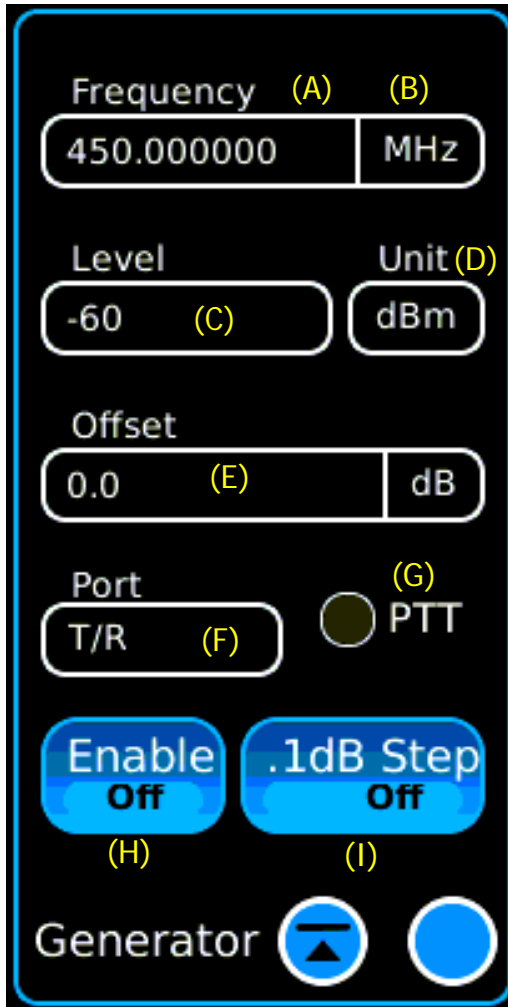 Frequency (A) (B)
450.000000 MHz
Level Unit (D)
-60 (C) dBm
Offset
0.0 (E) dB
Port (G)
T/R (F) PTT
Enable .1dB Step
Off Off
(H) (I)
Generator